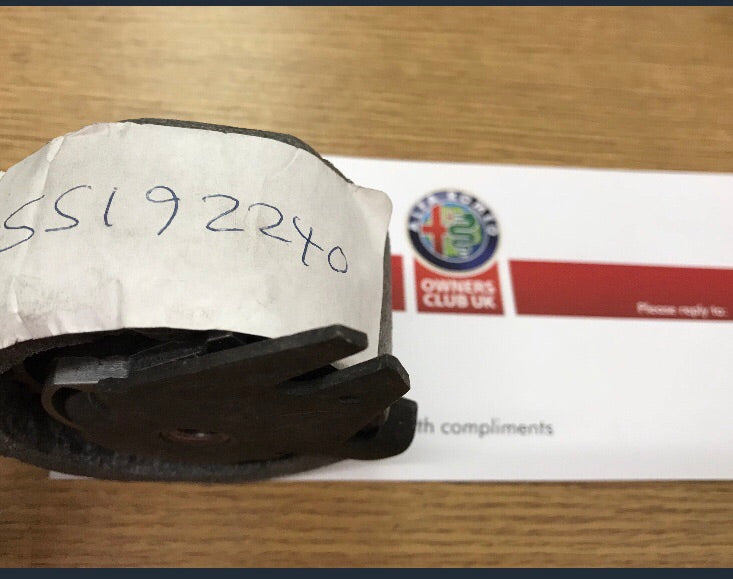 55192240
ALFA ROMEO
OWNERS
CLUB UK
Please reply to
th compliments